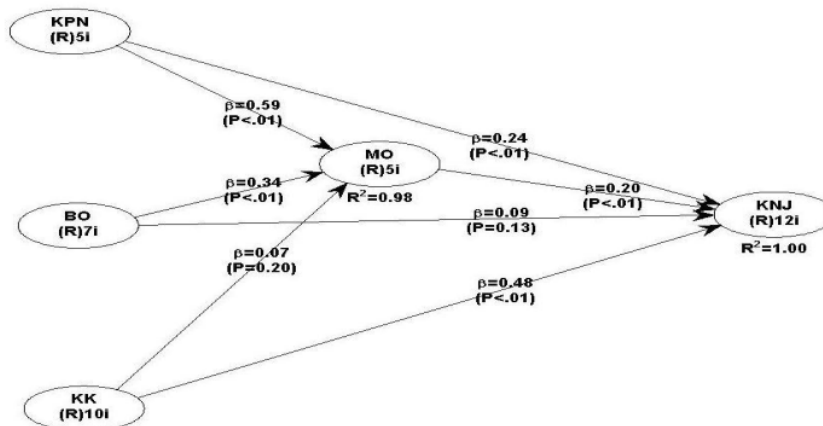 KPN
(R)5i
β=0.59
(P<.01)
β=0.24
(P<.01)
MO
(R)5i
R²=0.98
β=0.34
(P<.01)
β=0.20
(P<.01)
KNJ
(R)12i
R²=1.00
BO
(R)7i
β=0.09
(P=0.13)
β=0.07
(P=0.20)
β=0.48
(P<.01)
KK
(R)10i